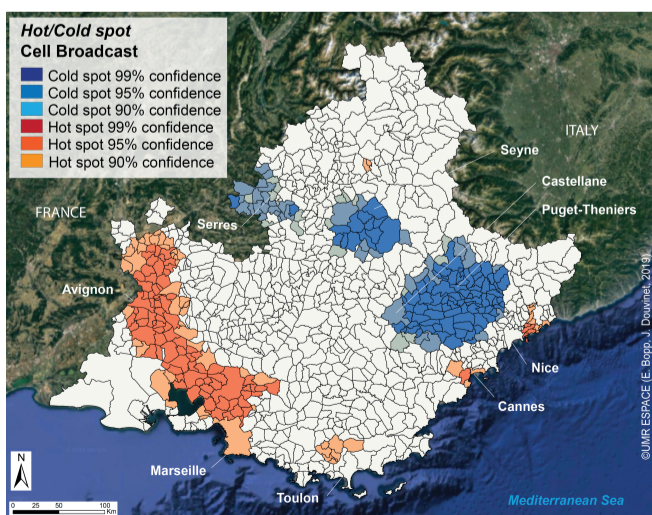 Hot/Cold spot
Cell Broadcast
Cold spot 99% confidence
Cold spot 95% confidence
Cold spot 90% confidence
Hot spot 99% confidence
Hot spot 95% confidence
Hot spot 90% confidence
ITALY
Seyne
Castellane
Puget-Theniers
FRANCE
Serres
Avignon
Nice
Cannes
Marseille
Toulon
N
0 25 50 100
Km
Mediterranean Sea
©UMR ESPACE (E. Bopp, J. Douvinet, 2019)